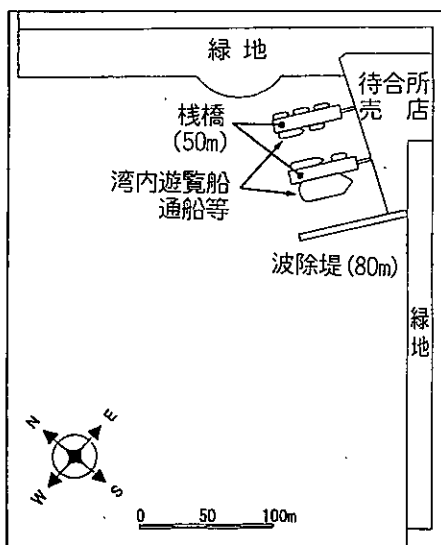 緑地
待合所
売店
桟橋
(50m)
湾内遊覧船
通船等
波除堤(80m)
緑地
N
E
W
S
0 50 100m